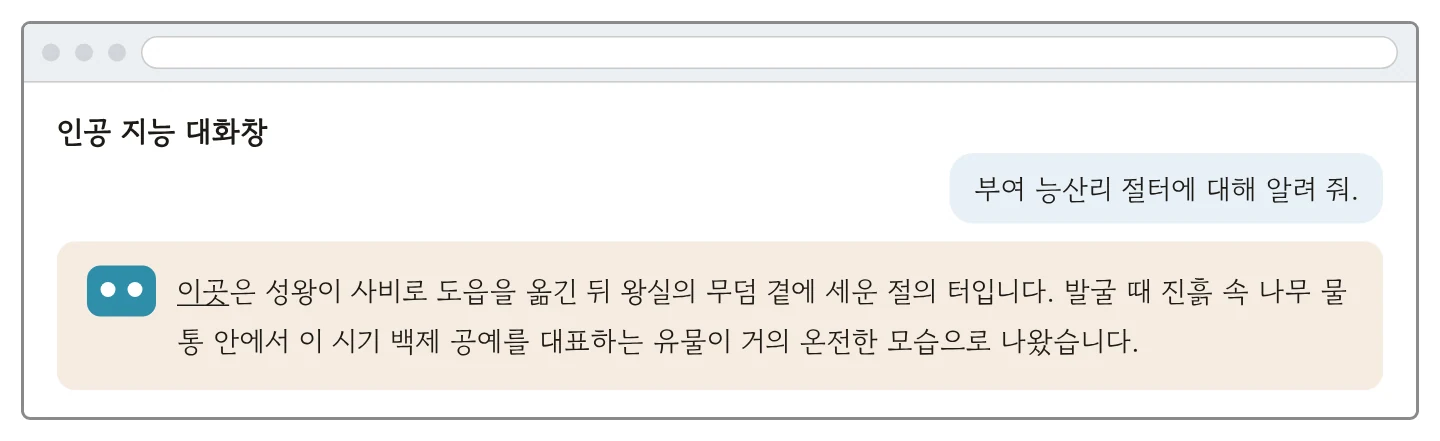 인공 지능 대화창
부여 능산리 절터에 대해 알려 줘.
이곳은 성왕이 사비로 도읍을 옮긴 뒤 왕실의 무덤 곁에 세운 절의 터입니다. 발굴 때 진흙 속 나무 물
통 안에서 이 시기 백제 공예를 대표하는 유물이 거의 온전한 모습으로 나왔습니다.